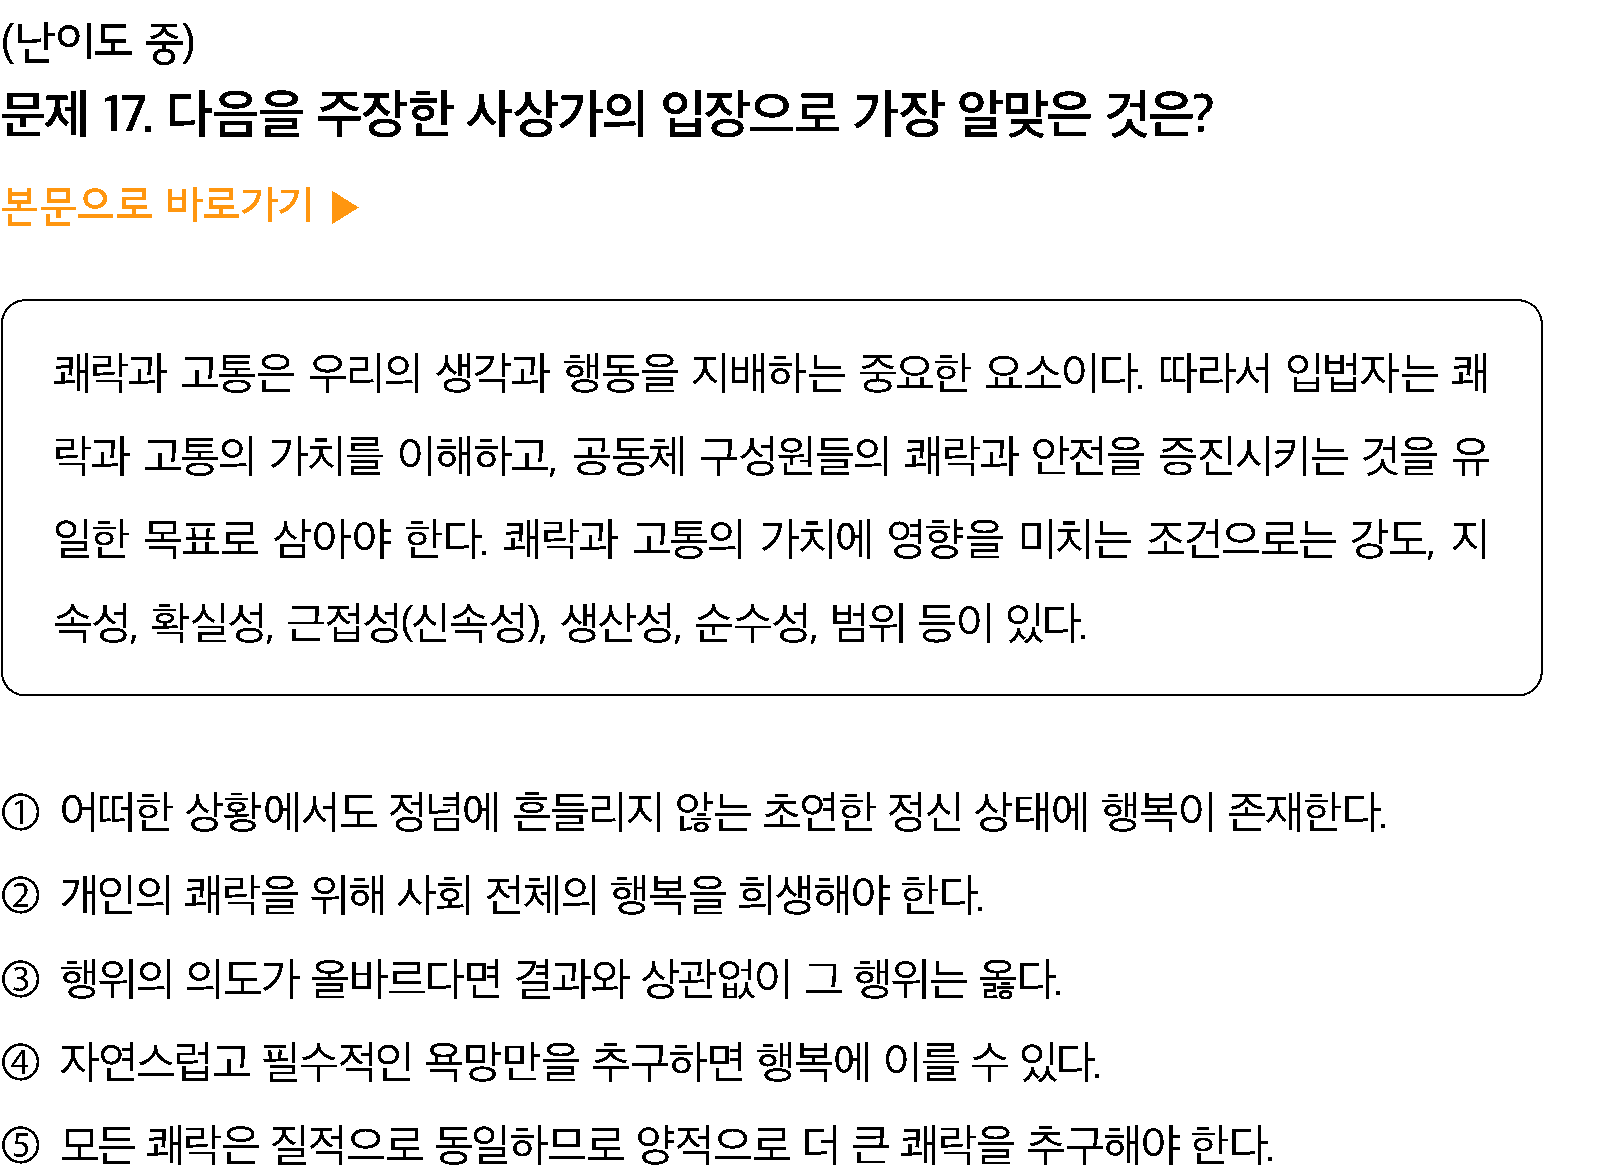 (난이도 중)
문제 17. 다음을 주장한 사상가의 입장으로 가장 알맞은 것은?
본문으로 바로가기 ▶
쾌락과 고통은 우리의 생각과 행동을 지배하는 중요한 요소이다. 따라서 입법자는 쾌
락과 고통의 가치를 이해하고, 공동체 구성원들의 쾌락과 안전을 증진시키는 것을 유
일한 목표로 삼아야 한다. 쾌락과 고통의 가치에 영향을 미치는 조건으로는 강도, 지
속성, 확실성, 근접성(신속성), 생산성, 순수성, 범위 등이 있다.
① 어떠한 상황에서도 정념에 흔들리지 않는 초연한 정신 상태에 행복이 존재한다.
② 개인의 쾌락을 위해 사회 전체의 행복을 희생해야 한다.
③ 행위의 의도가 올바르다면 결과와 상관없이 그 행위는 옳다.
④ 자연스럽고 필수적인 욕망만을 추구하면 행복에 이를 수 있다.
⑤ 모든 쾌락은 질적으로 동일하므로 양적으로 더 큰 쾌락을 추구해야 한다.